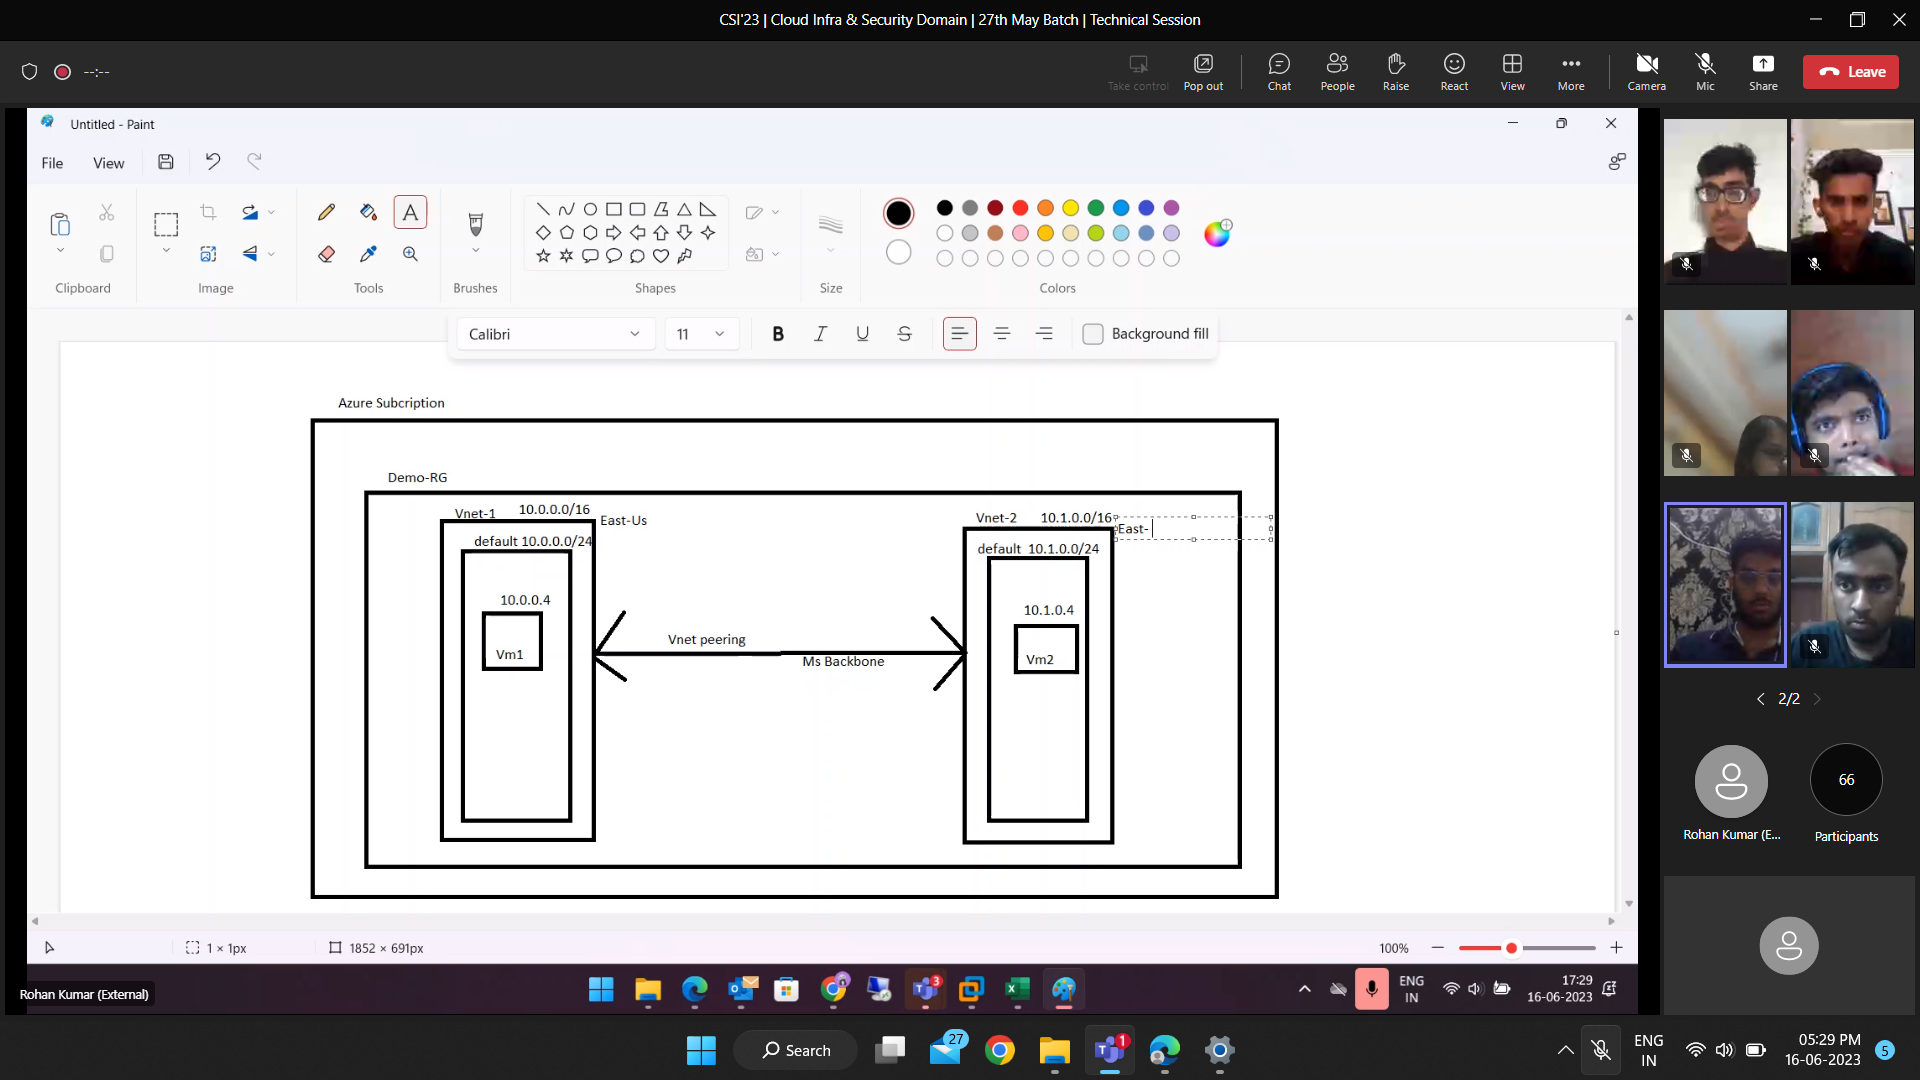 CSI'23 | Cloud Infra & Security Domain | 27th May Batch | Technical Session
--:--
Take control
Pop out
Chat
People
Raise
React
View
More
Camera
Mic
Share
Leave
Untitled - Paint
File
View
Clipboard
Image
Tools
Brushes
Shapes
Size
Colors
Calibri
11
B
I
U
S
Background fill
Azure Subcription
Demo-RG
Vnet-1
10.0.0.0/16
East-Us
default 10.0.0.0/24
10.0.0.4
Vm1
Vnet peering
Ms Backbone
Vnet-2
10.1.0.0/16
East-
default 10.1.0.0/24
10.1.0.4
Vm2
1 × 1px
1852 × 691px
100%
3
ENG
IN
17:29
16-06-2023
Rohan Kumar (External)
2/2
66
Rohan Kumar (E...
Participants
Search
27
1
ENG
IN
05:29 PM
16-06-2023
5